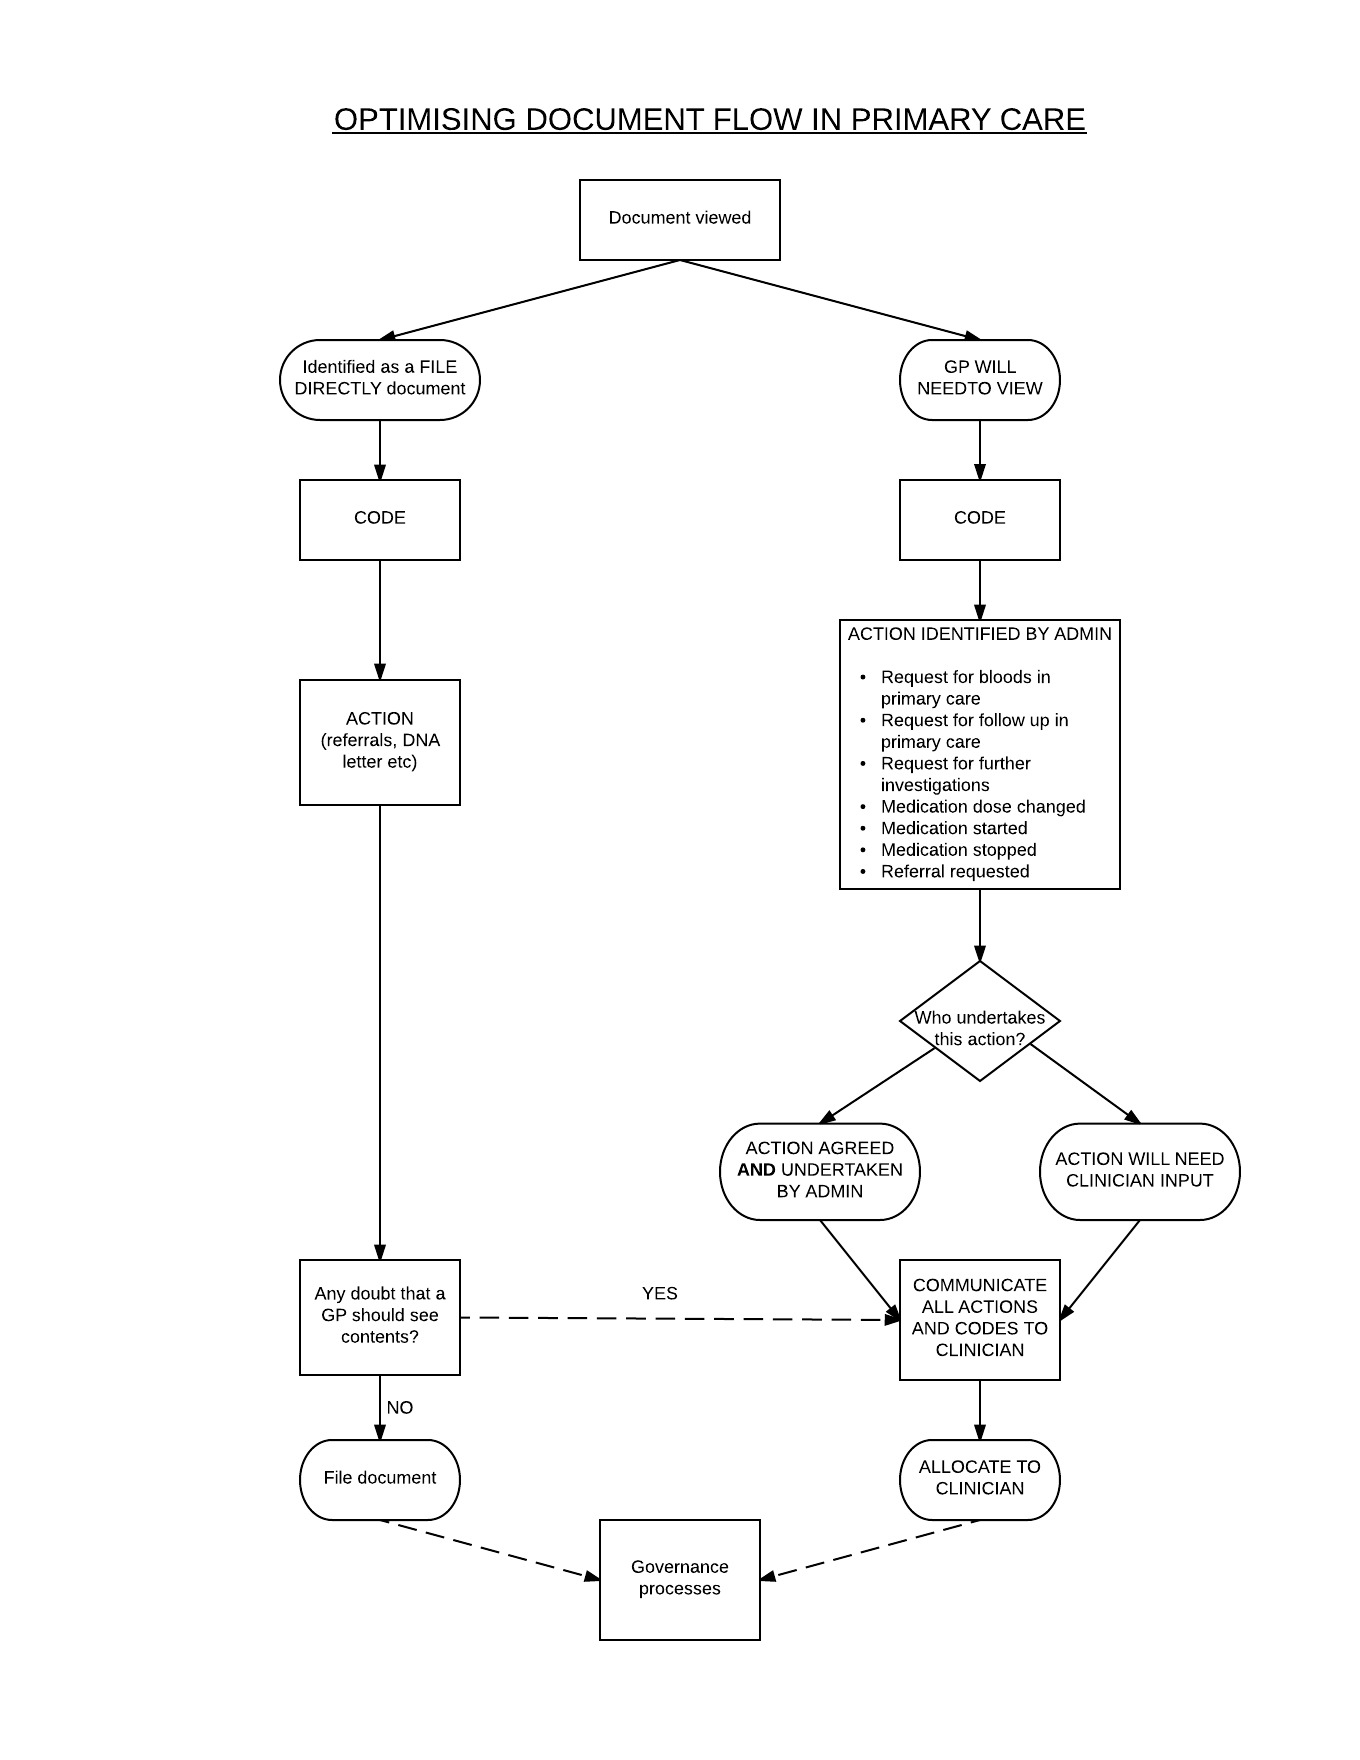 OPTIMISING DOCUMENT FLOW IN PRIMARY CARE
Document viewed
Identified as a FILE
DIRECTLY document
GP WILL
NEEDTO VIEW
CODE
CODE
ACTION
(referrals, DNA
letter etc)
ACTION IDENTIFIED BY ADMIN
• Request for bloods in
primary care
• Request for follow up in
primary care
• Request for further
investigations
• Medication dose changed
• Medication started
• Medication stopped
• Referral requested
Who undertakes
this action?
ACTION AGREED
AND UNDERTAKEN
BY ADMIN
ACTION WILL NEED
CLINICIAN INPUT
Any doubt that a
GP should see
contents?
YES
COMMUNICATE
ALL ACTIONS
AND CODES TO
CLINICIAN
NO
File document
ALLOCATE TO
CLINICIAN
Governance
processes